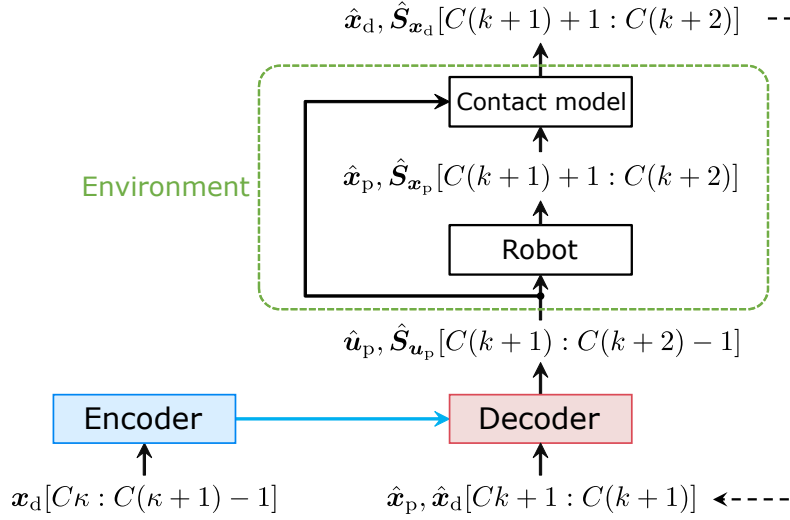 x̂_d, Ŝ_{x_d}[C(k+1)+1 : C(k+2)]
Contact model
x̂_p, Ŝ_{x_p}[C(k+1)+1 : C(k+2)]
Environment
Robot
û_p, Ŝ_{u_p}[C(k+1) : C(k+2)−1]
Encoder
Decoder
x_d[Cκ : C(κ+1)−1]
x̂_p, x̂_d[Ck+1 : C(k+1)]